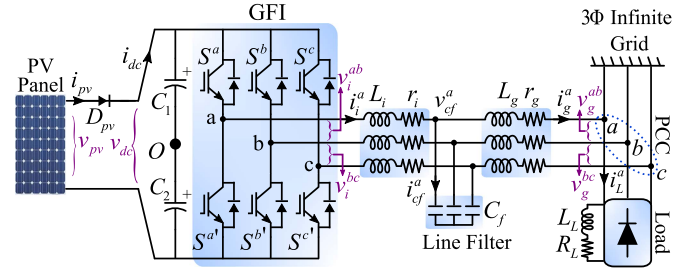 GFI
3Φ Infinite
Grid
PV
Panel
i_pv
D_pv
i_dc
v_pv
v_dc
C_1
+
O
C_2
+
S^a
S^b
S^c
a
b
c
S^a'
S^b'
S^c'
v_i^ab
v_i^bc
i_i^a
L_i
r_i
v_cf^a
i_cf^a
C_f
Line Filter
L_g
r_g
i_g^a
v_g^ab
v_g^bc
a
b
c
PCC
i_L^a
L_L
R_L
Load